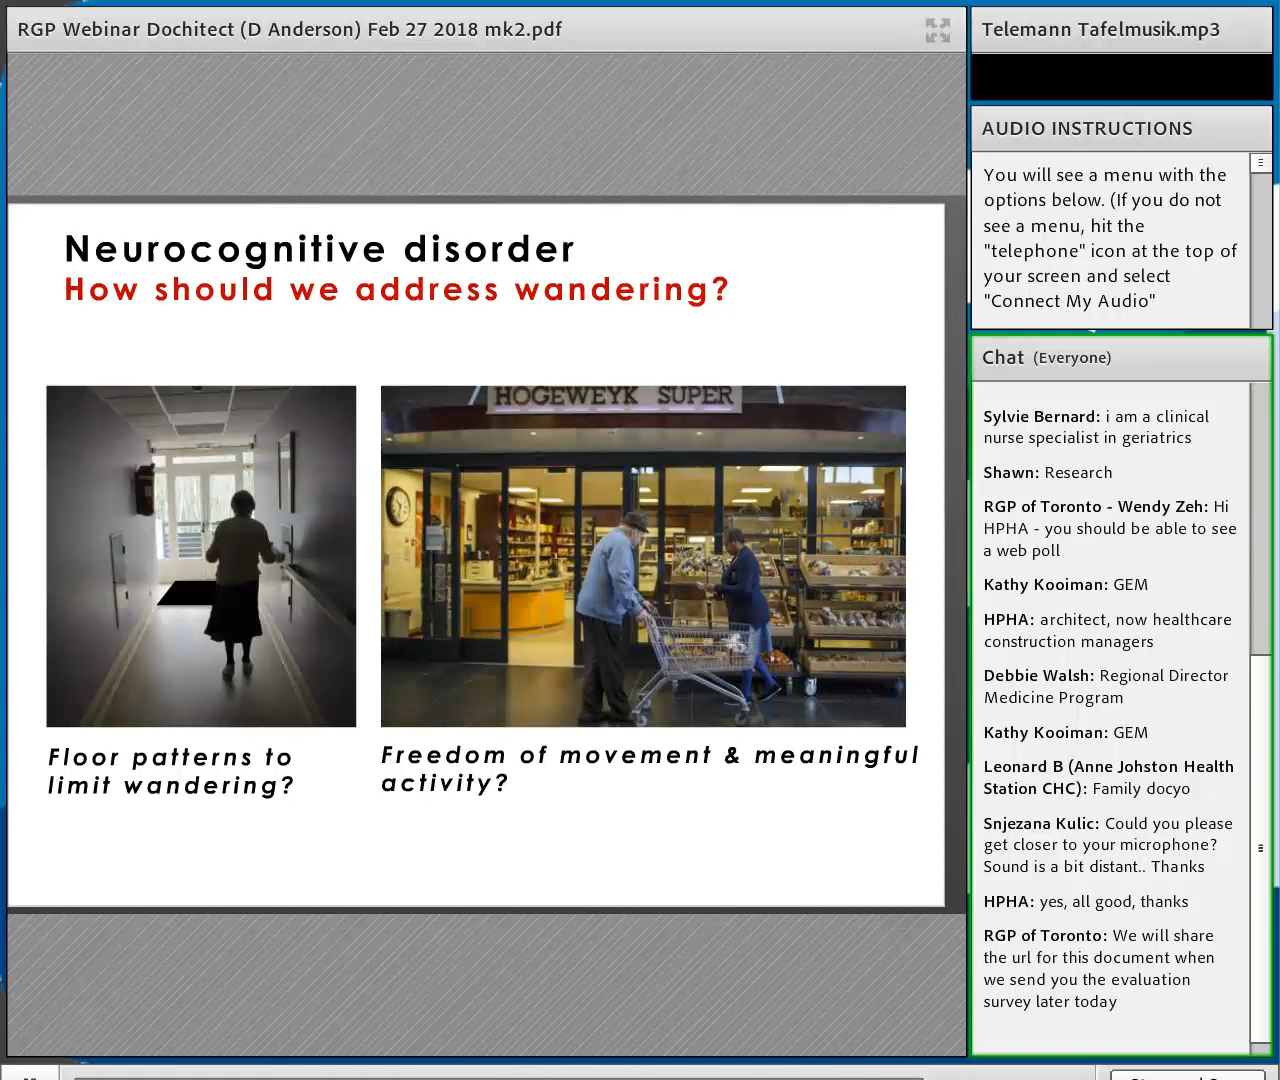 RGP Webinar Dochitect (D Anderson) Feb 27 2018 mk2.pdf
Neurocognitive disorder
How should we address wandering?
HOGEWEYK SUPER
Floor patterns to
limit wandering?
Freedom of movement & meaningful
activity?
Telemann Tafelmusik.mp3
AUDIO INSTRUCTIONS
You will see a menu with the
options below. (If you do not
see a menu, hit the
"telephone" icon at the top of
your screen and select
"Connect My Audio"
Chat (Everyone)
Sylvie Bernard: i am a clinical
nurse specialist in geriatrics
Shawn: Research
RGP of Toronto - Wendy Zeh: Hi
HPHA - you should be able to see
a web poll
Kathy Kooiman: GEM
HPHA: architect, now healthcare
construction managers
Debbie Walsh: Regional Director
Medicine Program
Kathy Kooiman: GEM
Leonard B (Anne Johston Health
Station CHC): Family docyo
Snjezana Kulic: Could you please
get closer to your microphone?
Sound is a bit distant.. Thanks
HPHA: yes, all good, thanks
RGP of Toronto: We will share
the url for this document when
we send you the evaluation
survey later today